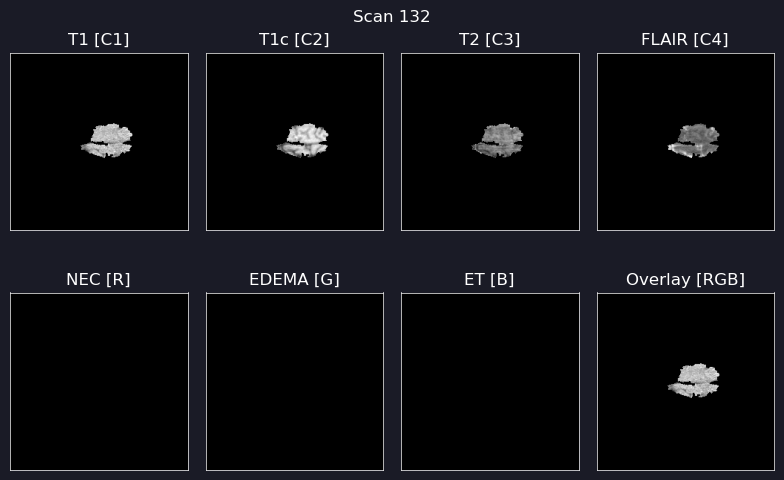 Scan 132
T1 [C1]
T1c [C2]
T2 [C3]
FLAIR [C4]
NEC [R]
EDEMA [G]
ET [B]
Overlay [RGB]